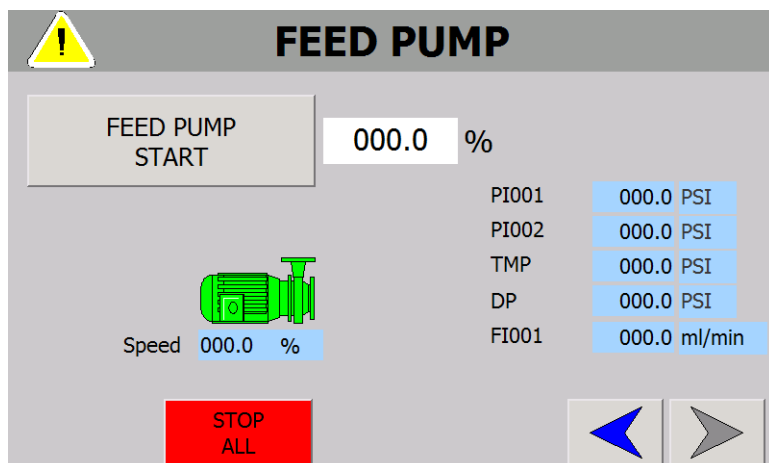 !
FEED PUMP
FEED PUMP
START
000.0 %
PI001 000.0 PSI
PI002 000.0 PSI
TMP 000.0 PSI
DP 000.0 PSI
FI001 000.0 ml/min
Speed 000.0 %
STOP
ALL